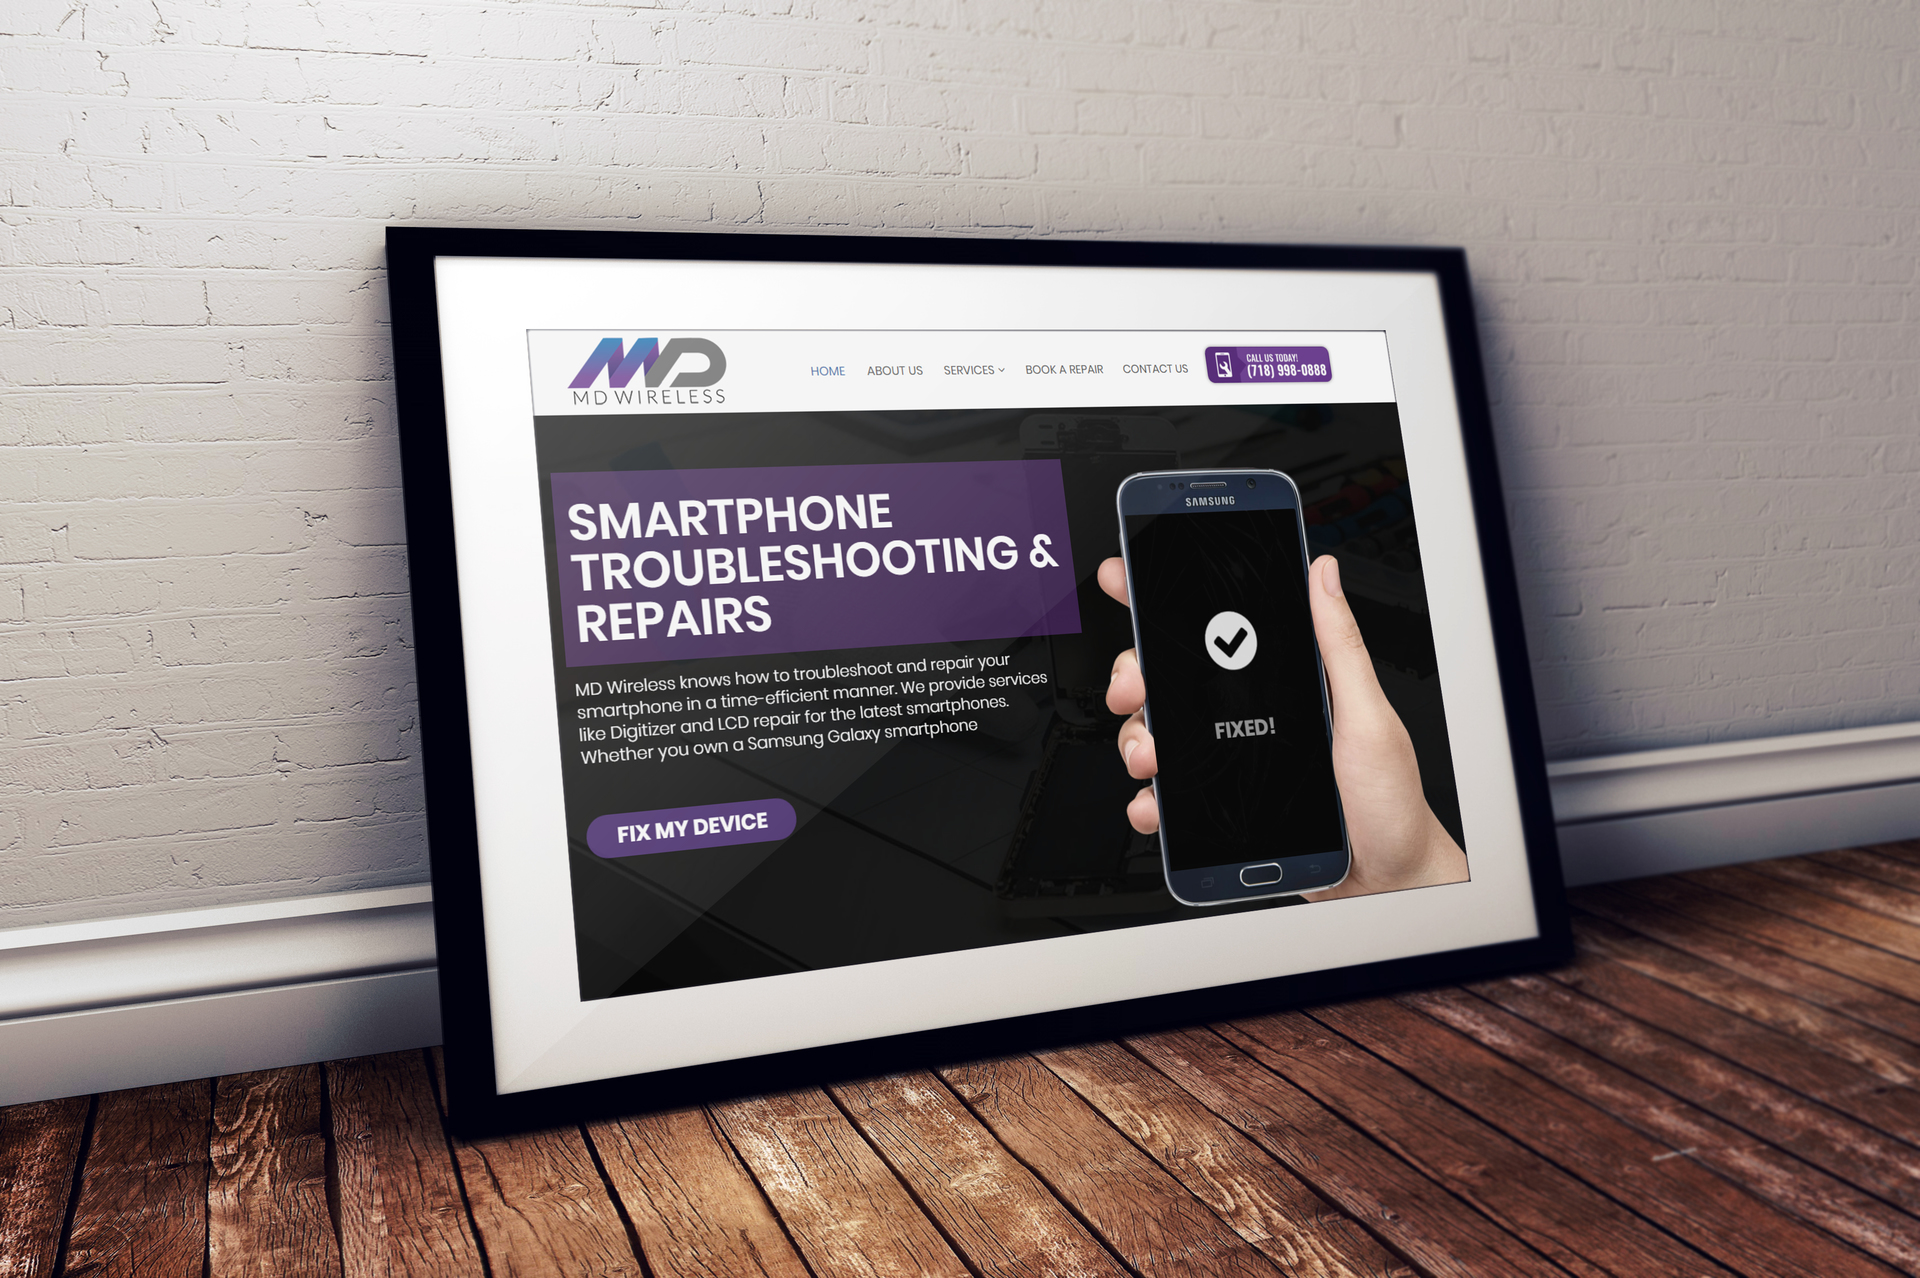 MD WIRELESS
HOME ABOUT US SERVICES BOOK A REPAIR CONTACT US
CALL US TODAY!
(718) 998-0888
SMARTPHONE
TROUBLESHOOTING &
REPAIRS
MD Wireless knows how to troubleshoot and repair your
smartphone in a time-efficient manner. We provide services
like Digitizer and LCD repair for the latest smartphones.
Whether you own a Samsung Galaxy smartphone
FIX MY DEVICE
SAMSUNG
FIXED!